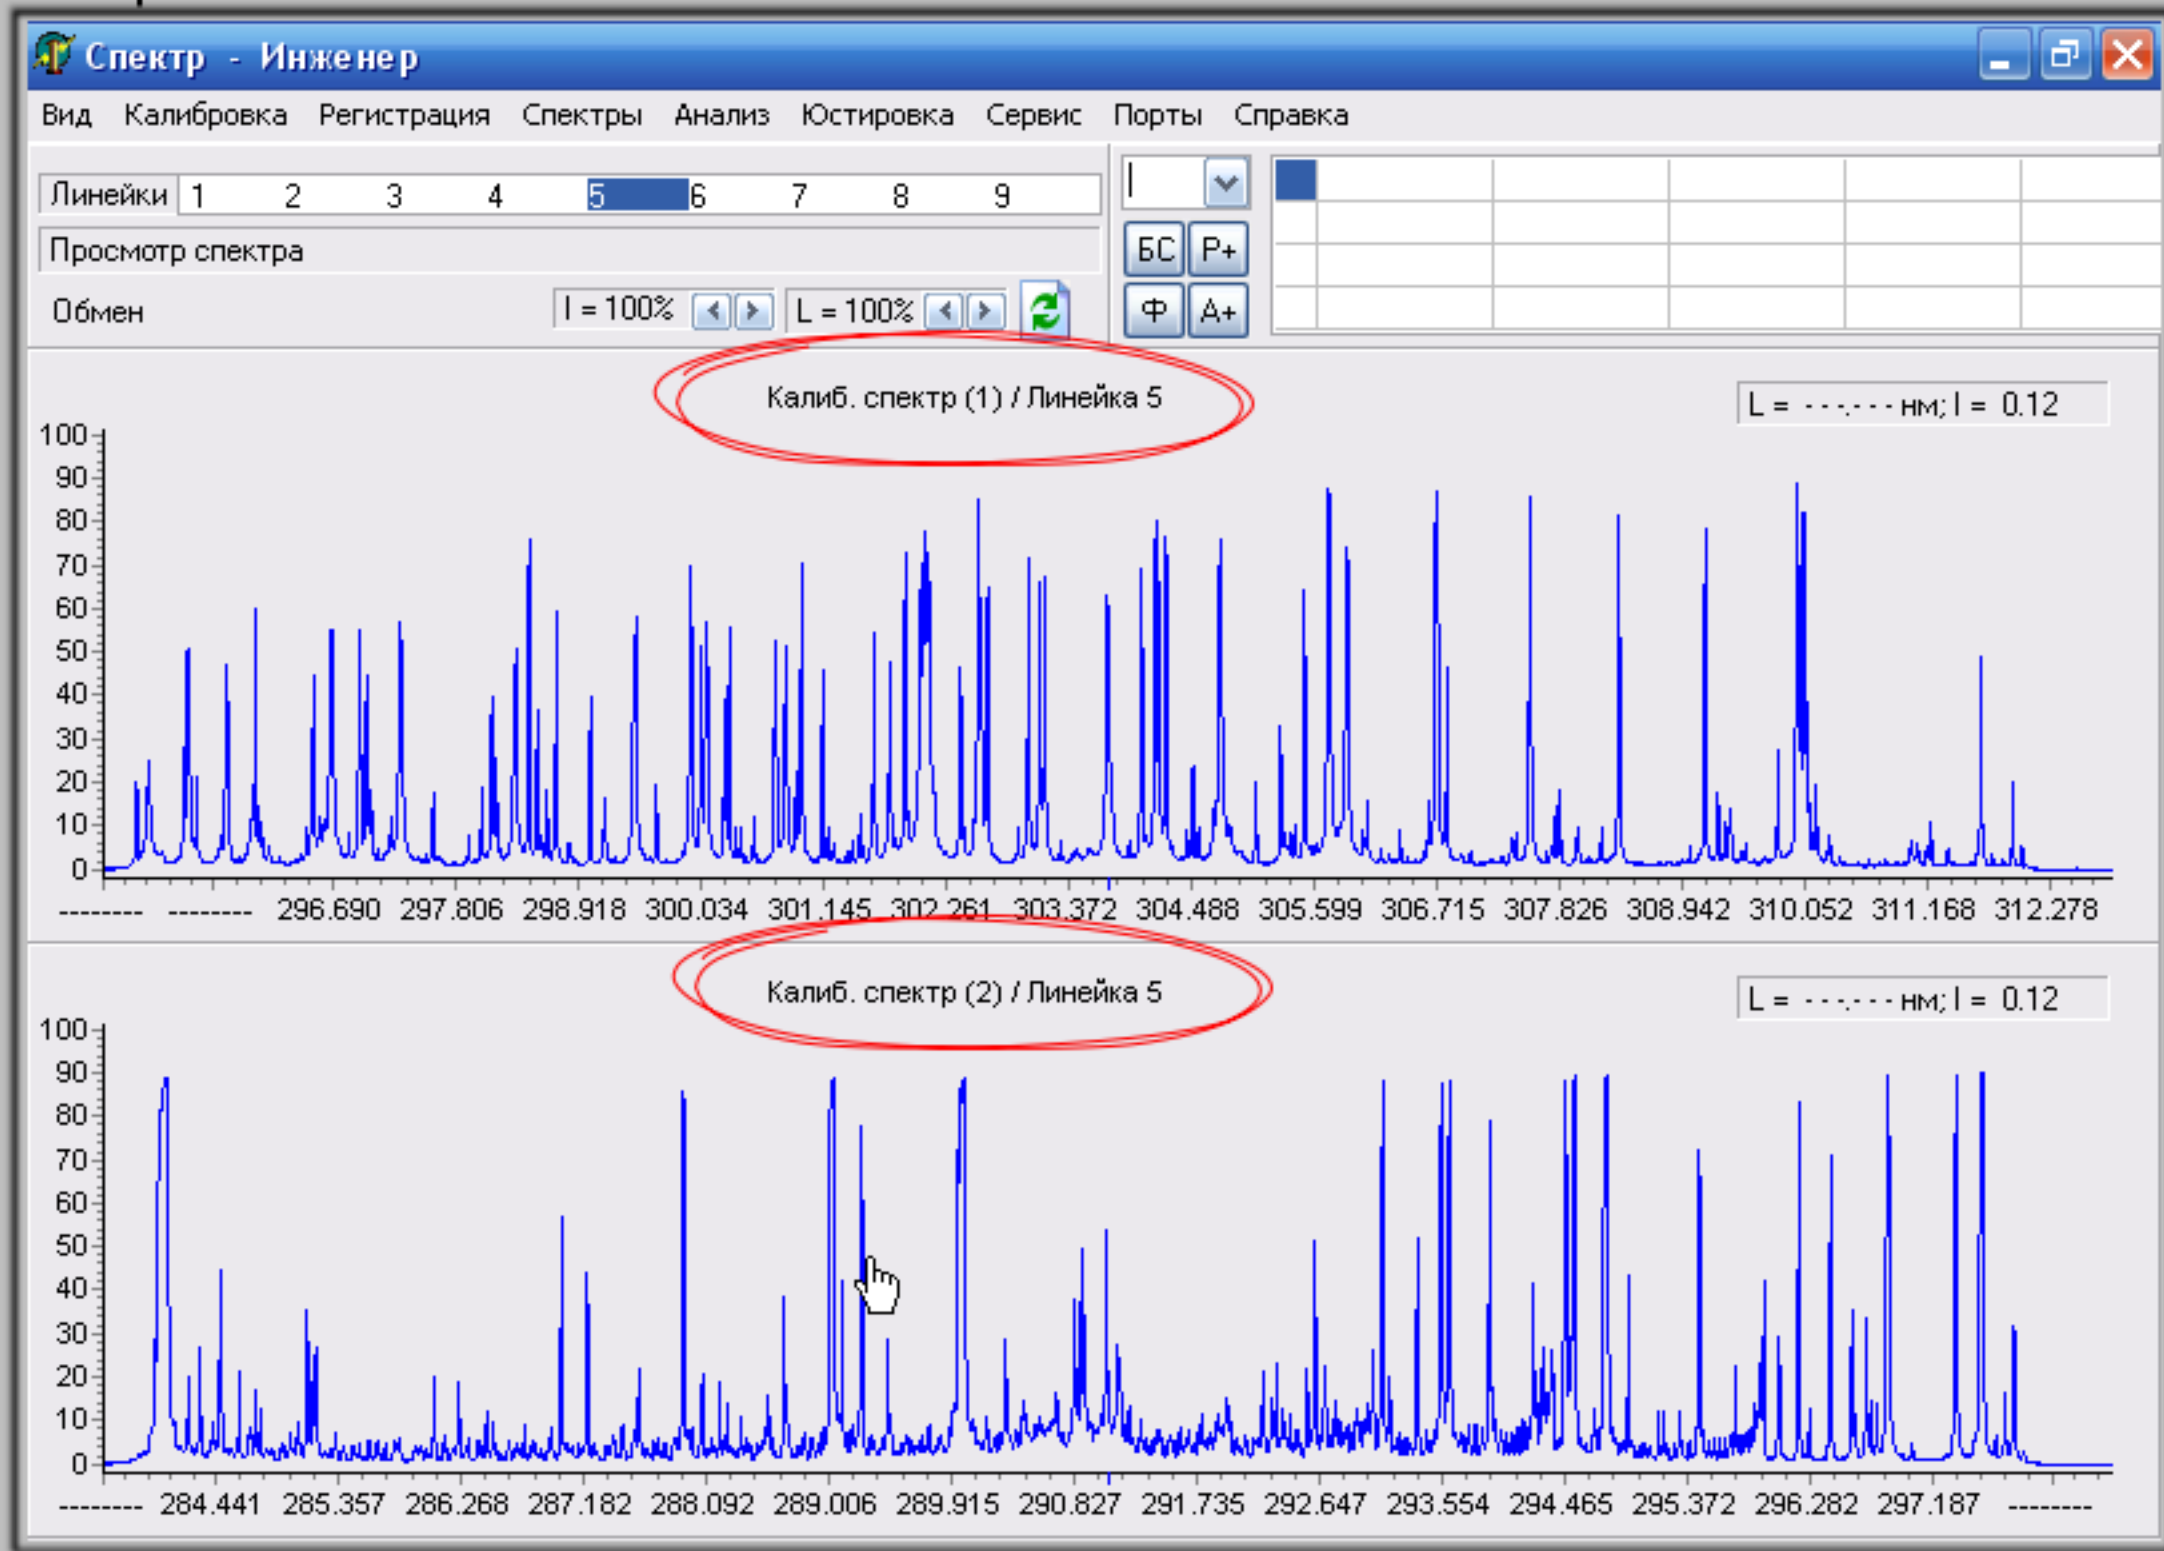 Спектр - Инженер
Вид Калибровка Регистрация Спектры Анализ Юстировка Сервис Порты Справка
Линейки 1 2 3 4 5 6 7 8 9
Просмотр спектра
БС Р+
Обмен I = 100% L = 100% Ф А+
Калиб. спектр (1) / Линейка 5
L = ---.--- нм; I = 0.12
100
90
80
70
60
50
40
30
20
10
0
-------- -------- 296.690 297.806 298.918 300.034 301.145 302.261 303.372 304.488 305.599 306.715 307.826 308.942 310.052 311.168 312.278
Калиб. спектр (2) / Линейка 5
L = ---.--- нм; I = 0.12
100
90
80
70
60
50
40
30
20
10
0
-------- 284.441 285.357 286.268 287.182 288.092 289.006 289.915 290.827 291.735 292.647 293.554 294.465 295.372 296.282 297.187 --------